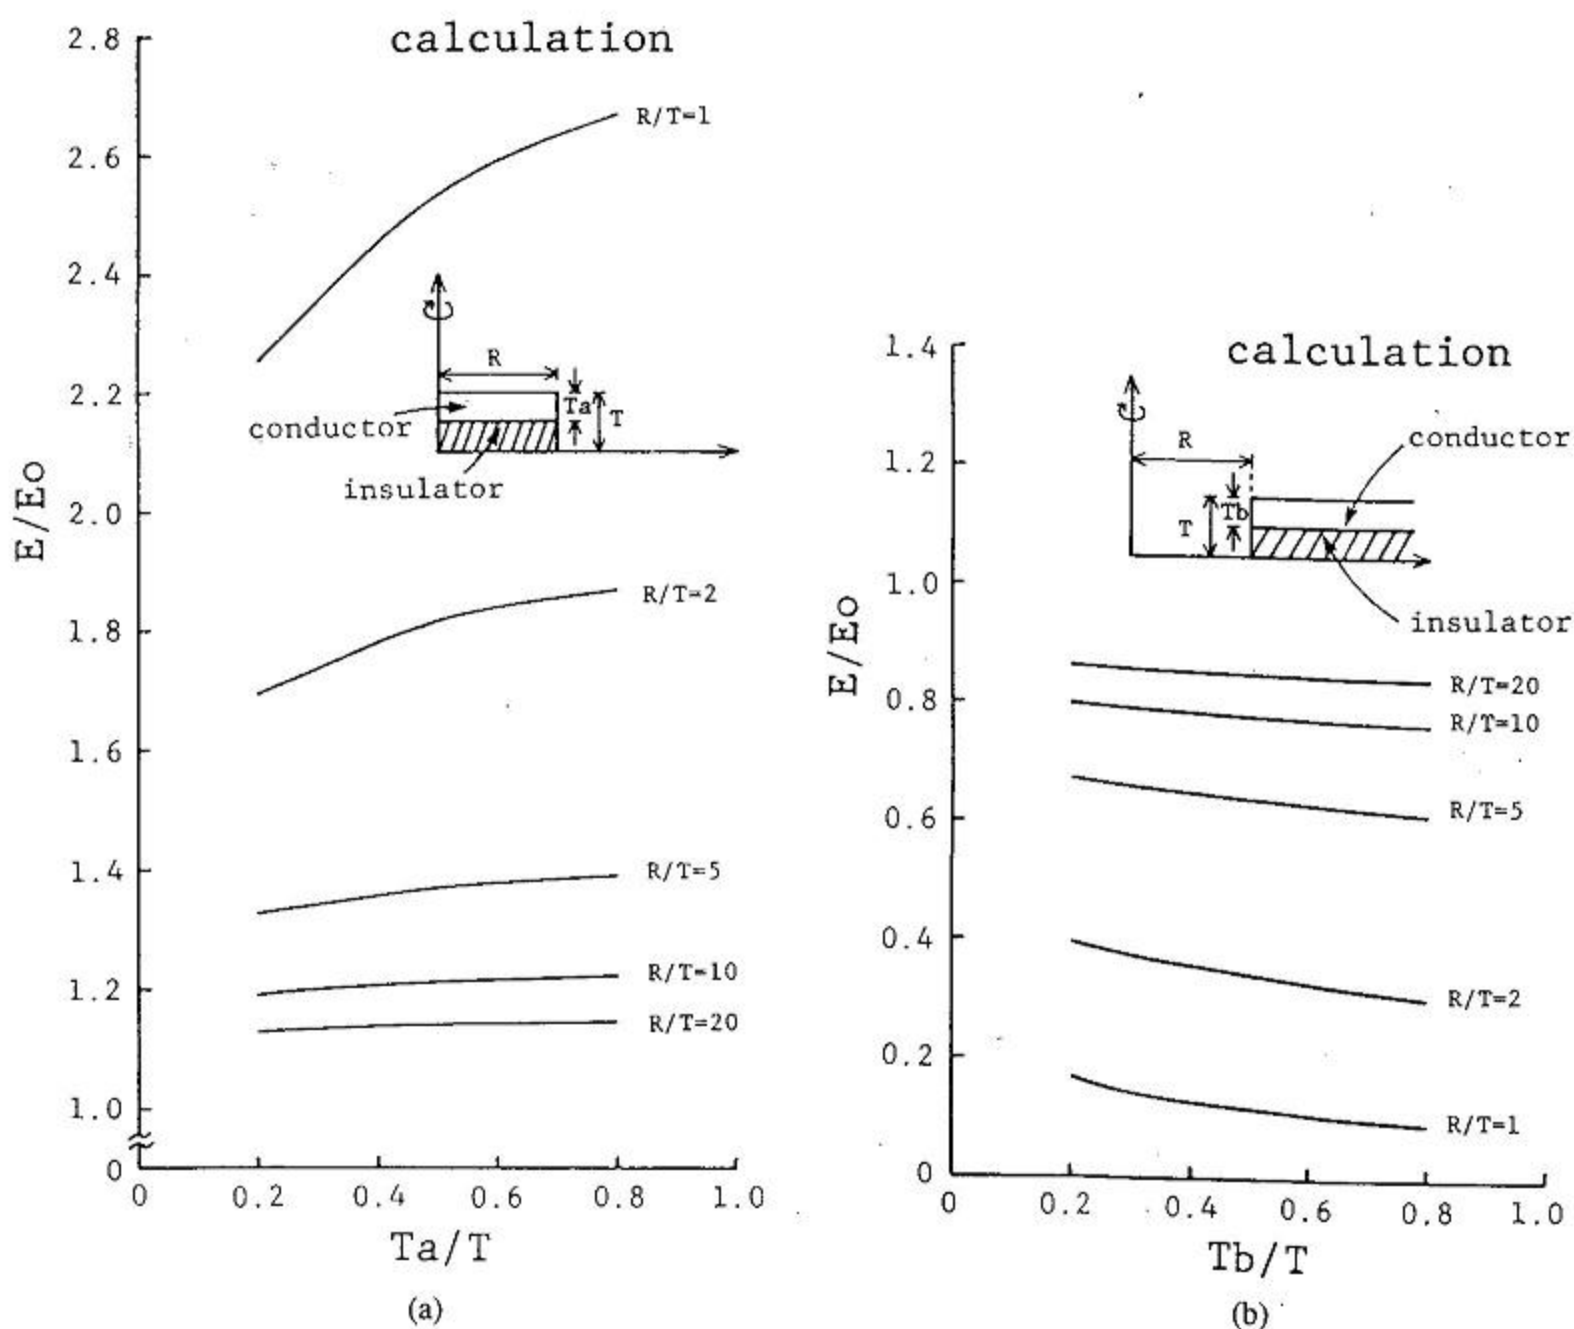 calculation
2.8
2.6
2.4
2.2
2.0
1.8
1.6
1.4
1.2
1.0
0
E/Eo
R/T=1
R
Ta
T
conductor
insulator
R/T=2
R/T=5
R/T=10
R/T=20
0 0.2 0.4 0.6 0.8 1.0
Ta/T
(a)
calculation
1.4
1.2
1.0
0.8
0.6
0.4
0.2
0
E/Eo
R
conductor
Tb
T
insulator
R/T=20
R/T=10
R/T=5
R/T=2
R/T=1
0 0.2 0.4 0.6 0.8 1.0
Tb/T
(b)